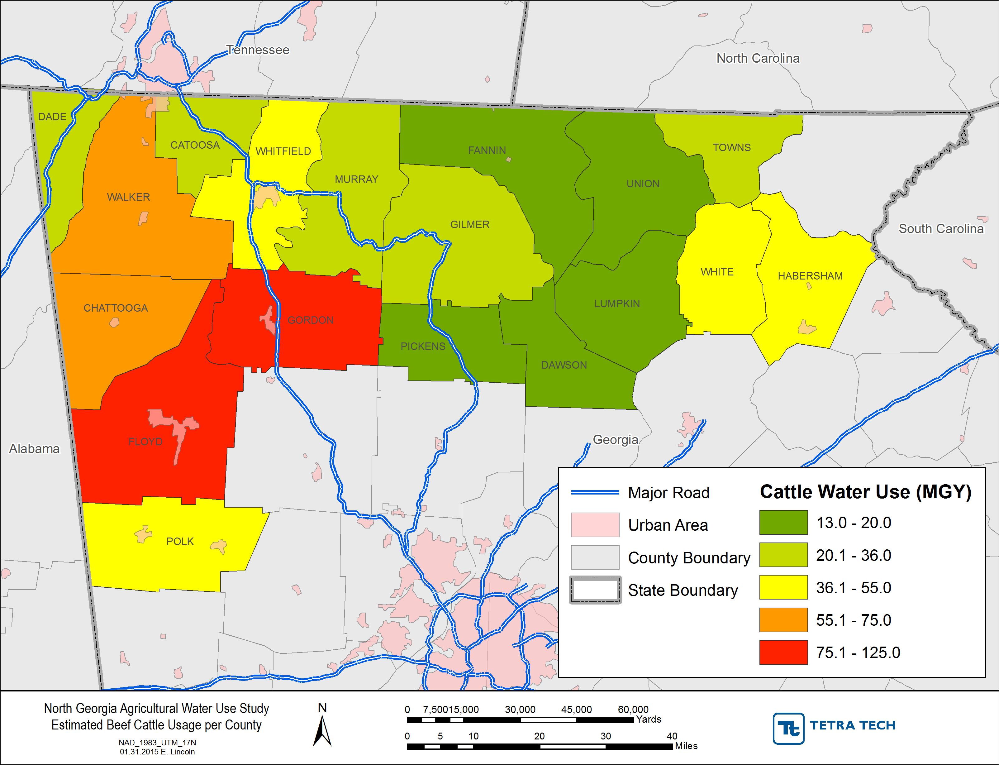 Tennessee
North Carolina
DADE
CATOOSA
WHITFIELD
FANNIN
TOWNS
MURRAY
UNION
WALKER
GILMER
South Carolina
WHITE
HABERSHAM
CHATTOOGA
LUMPKIN
GORDON
PICKENS
DAWSON
FLOYD
Georgia
Alabama
POLK
Major Road
Urban Area
County Boundary
State Boundary
Cattle Water Use (MGY)
13.0 - 20.0
20.1 - 36.0
36.1 - 55.0
55.1 - 75.0
75.1 - 125.0
North Georgia Agricultural Water Use Study
Estimated Beef Cattle Usage per County
NAD_1983_UTM_17N
01.31.2015 E. Lincoln
N
0 7,50015,000 30,000 45,000 60,000
Yards
0 5 10 20 30 40
Miles
Tt TETRA TECH